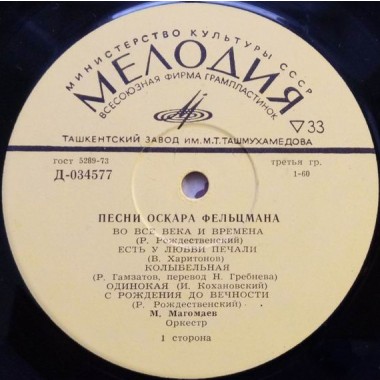 МИНИСТЕРСТВО КУЛЬТУРЫ СССР
МЕЛОДИЯ
ВСЕСОЮЗНАЯ ФИРМА ГРАМПЛАСТИНОК
33
ТАШКЕНТСКИЙ ЗАВОД ИМ. М.Т. ТАШМУХАМЕДОВА
гост 5289-73 третья гр.
Д-034577 1-60
ПЕСНИ ОСКАРА ФЕЛЬЦМАНА
ВО ВСЕ ВЕКА И ВРЕМЕНА
(Р. Рождественский)
ЕСТЬ У ЛЮБВИ ПЕЧАЛИ
(В. Харитонов)
КОЛЫБЕЛЬНАЯ
(Р. Гамзатов, перевод Н. Гребнева)
ОДИНОКАЯ (И. Кохановский)
С РОЖДЕНИЯ ДО ВЕЧНОСТИ
(Р. Рождественский)
М. Магомаев
Оркестр
1 сторона